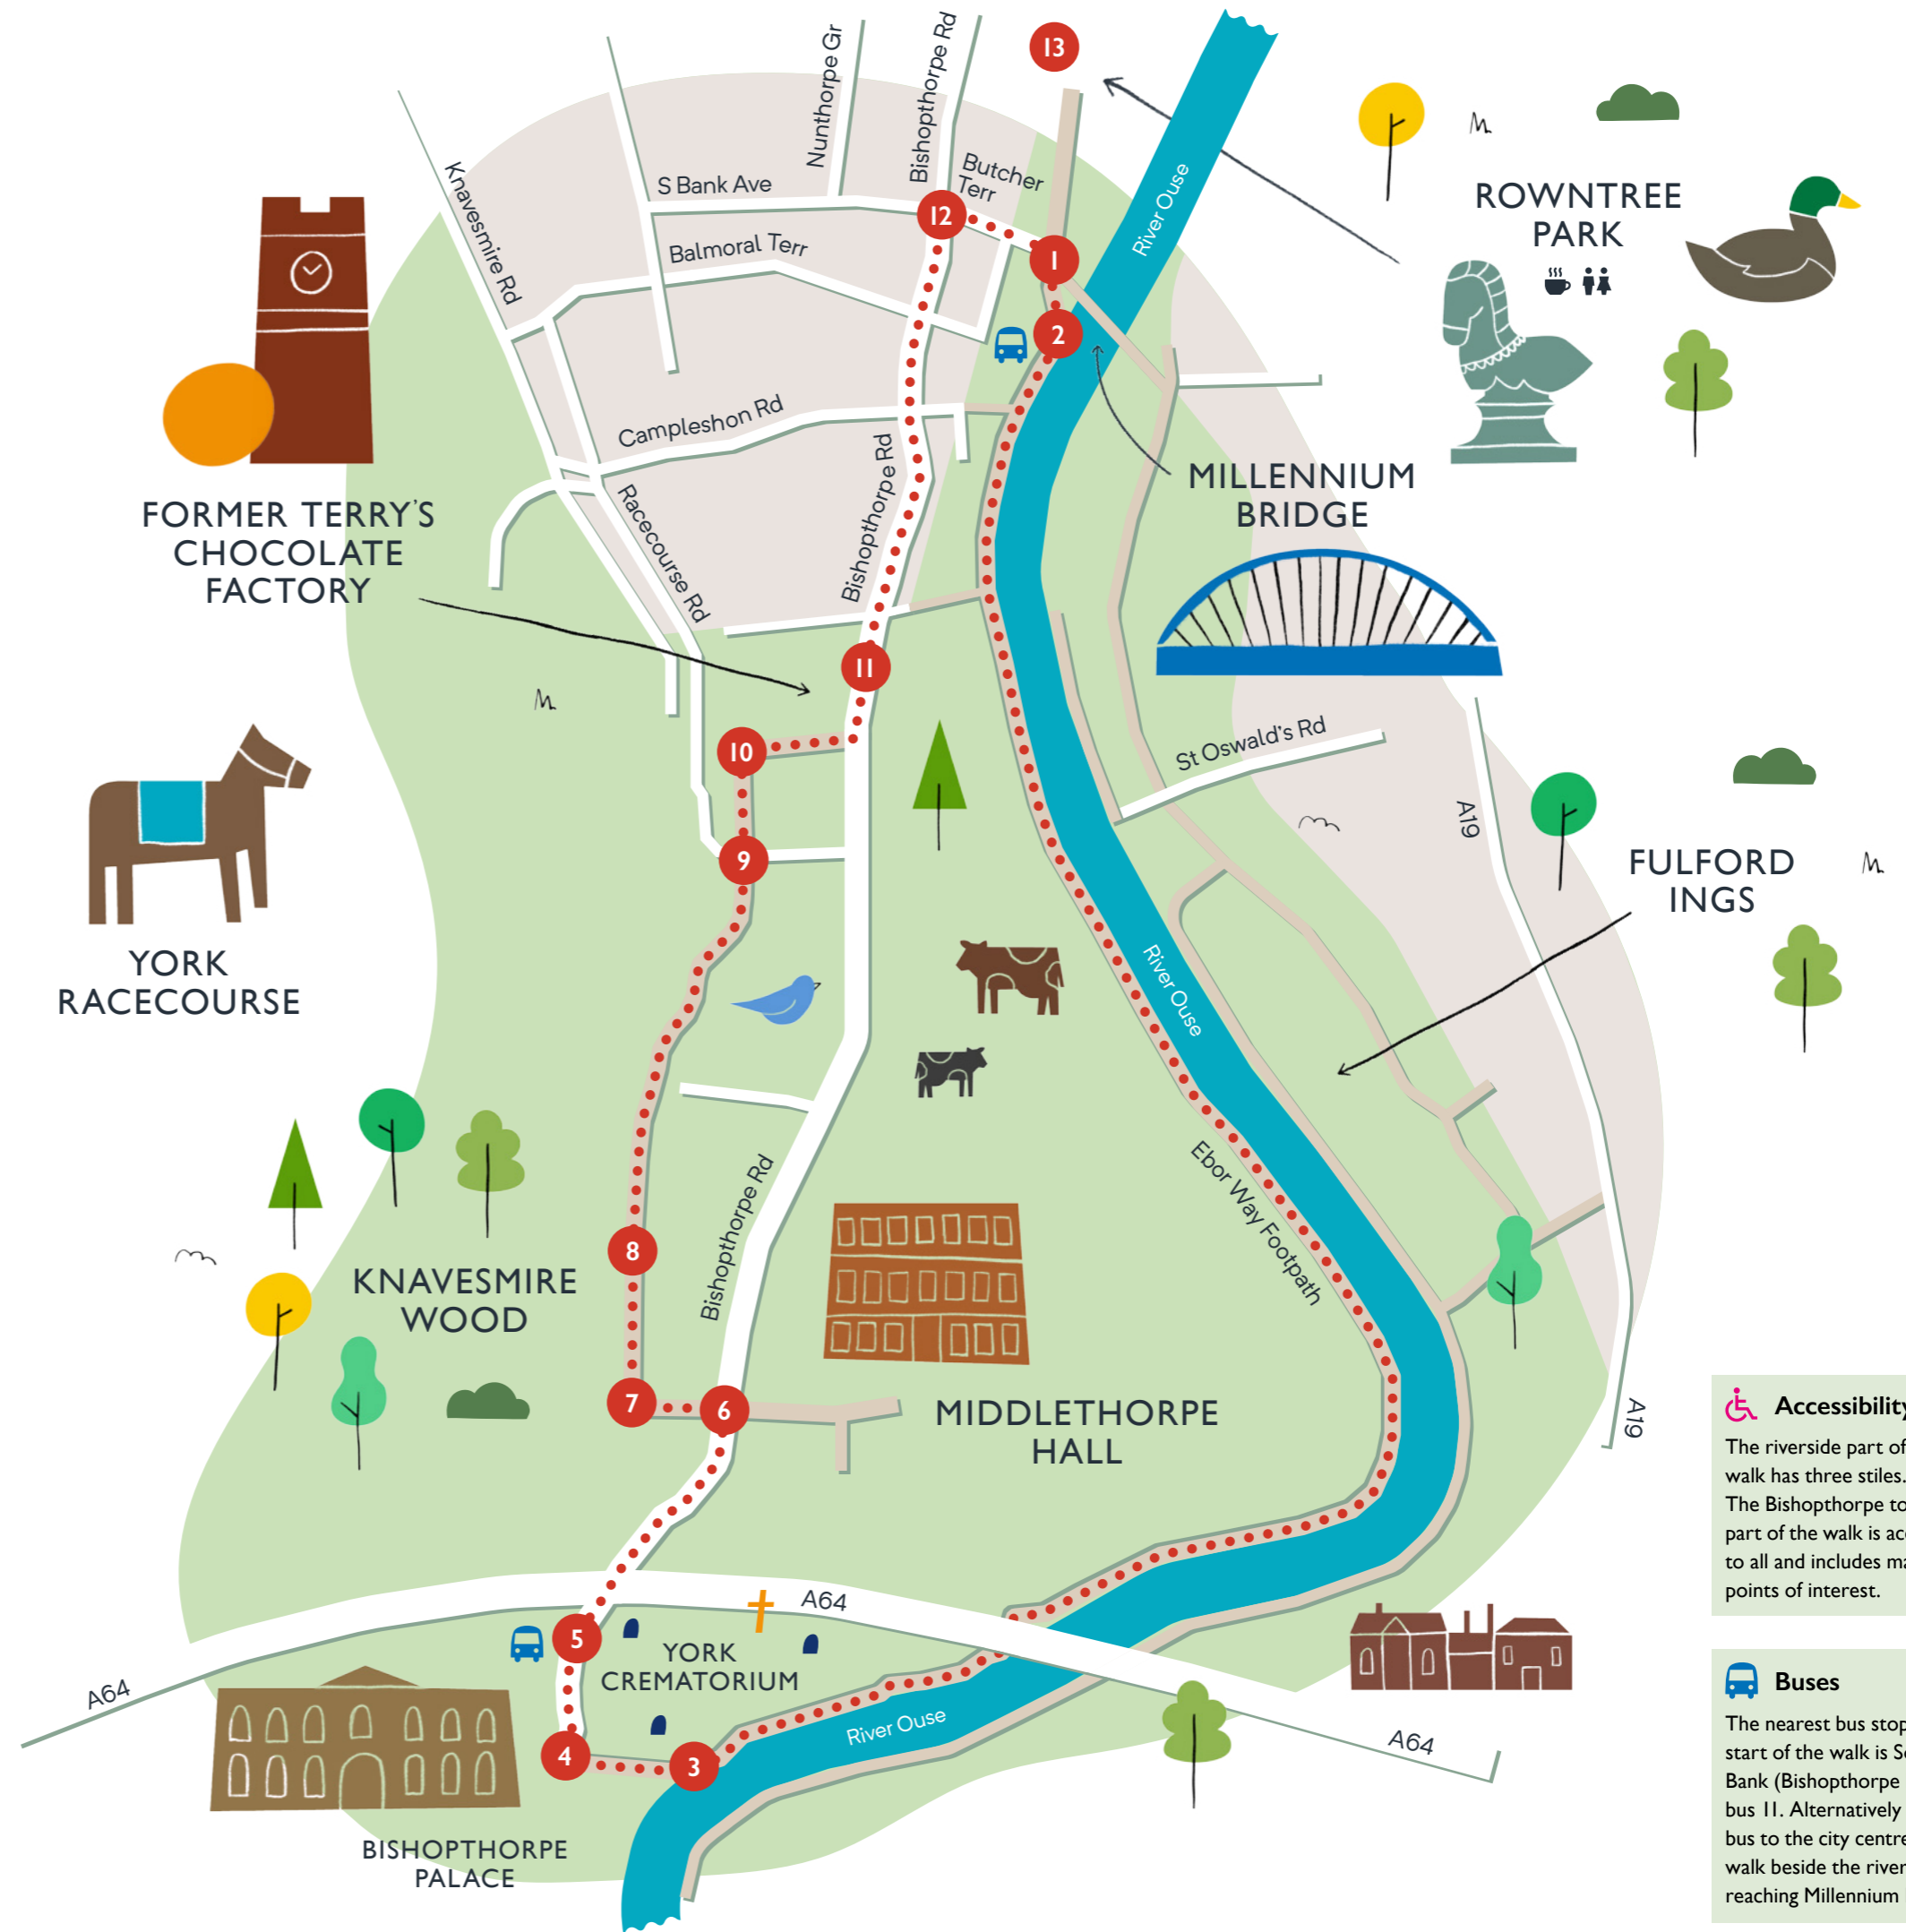 13
Nunthorpe Gr
Bishopthorpe Rd
Knavesmire Rd
S Bank Ave
Butcher
Terr
12
1
River Ouse
ROWNTREE
PARK
Balmoral Terr
2
Campleshon Rd
Bishopthorpe Rd
Racecourse Rd
MILLENNIUM
BRIDGE
FORMER TERRY'S
CHOCOLATE
FACTORY
11
10
St Oswald's Rd
A19
9
FULFORD
INGS
YORK
RACECOURSE
River Ouse
Ebor Way Footpath
Bishopthorpe Rd
8
KNAVESMIRE
WOOD
7
6
MIDDLETHORPE
HALL
A19
A64
5
YORK
CREMATORIUM
A64
River Ouse
A64
4
3
BISHOPTHORPE
PALACE
Accessibility
The riverside part of
walk has three stiles.
The Bishopthorpe to
part of the walk is
to all and includes
points of interest.
Buses
The nearest bus stop
start of the walk is
Bank (Bishopthorpe
bus 11. Alternatively
bus to the city centre
walk beside the river
reaching Millennium